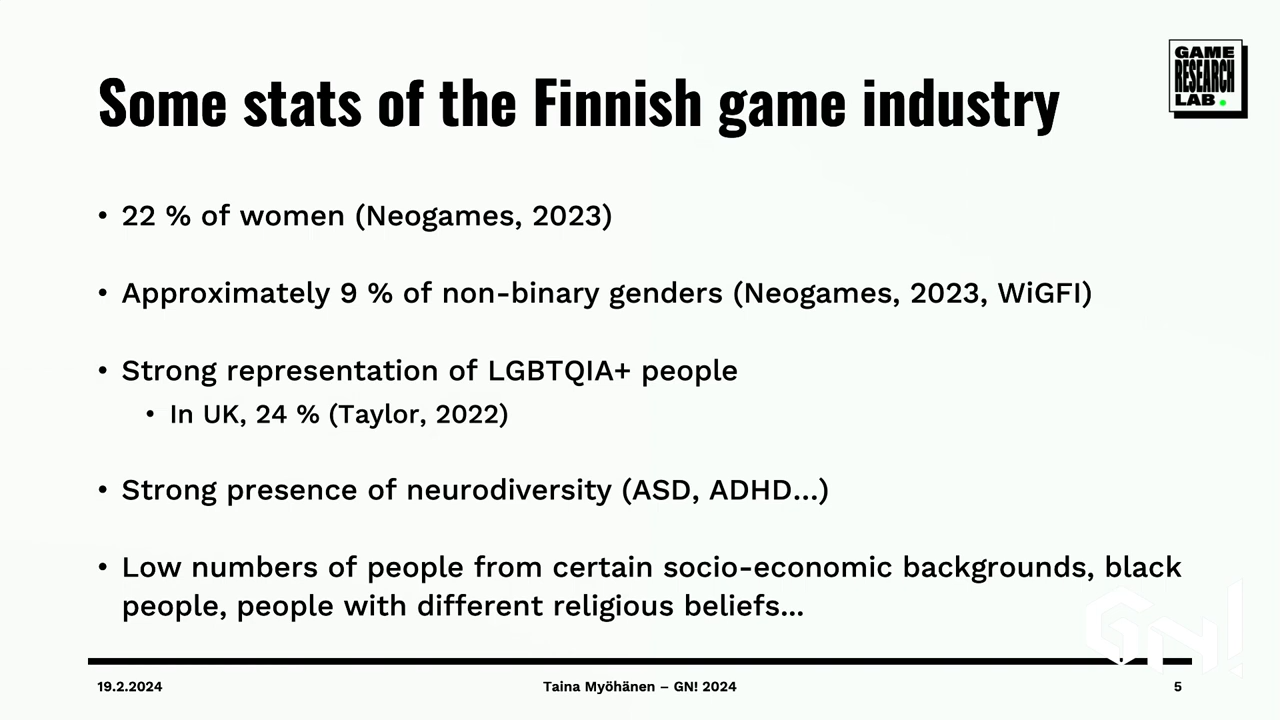 GAME
RESEARCH
LAB.
Some stats of the Finnish game industry
• 22 % of women (Neogames, 2023)
• Approximately 9 % of non-binary genders (Neogames, 2023, WiGFI)
• Strong representation of LGBTQIA+ people
• In UK, 24 % (Taylor, 2022)
• Strong presence of neurodiversity (ASD, ADHD...)
• Low numbers of people from certain socio-economic backgrounds, black
people, people with different religious beliefs...
GN!
19.2.2024
Taina Myöhänen – GN! 2024
5